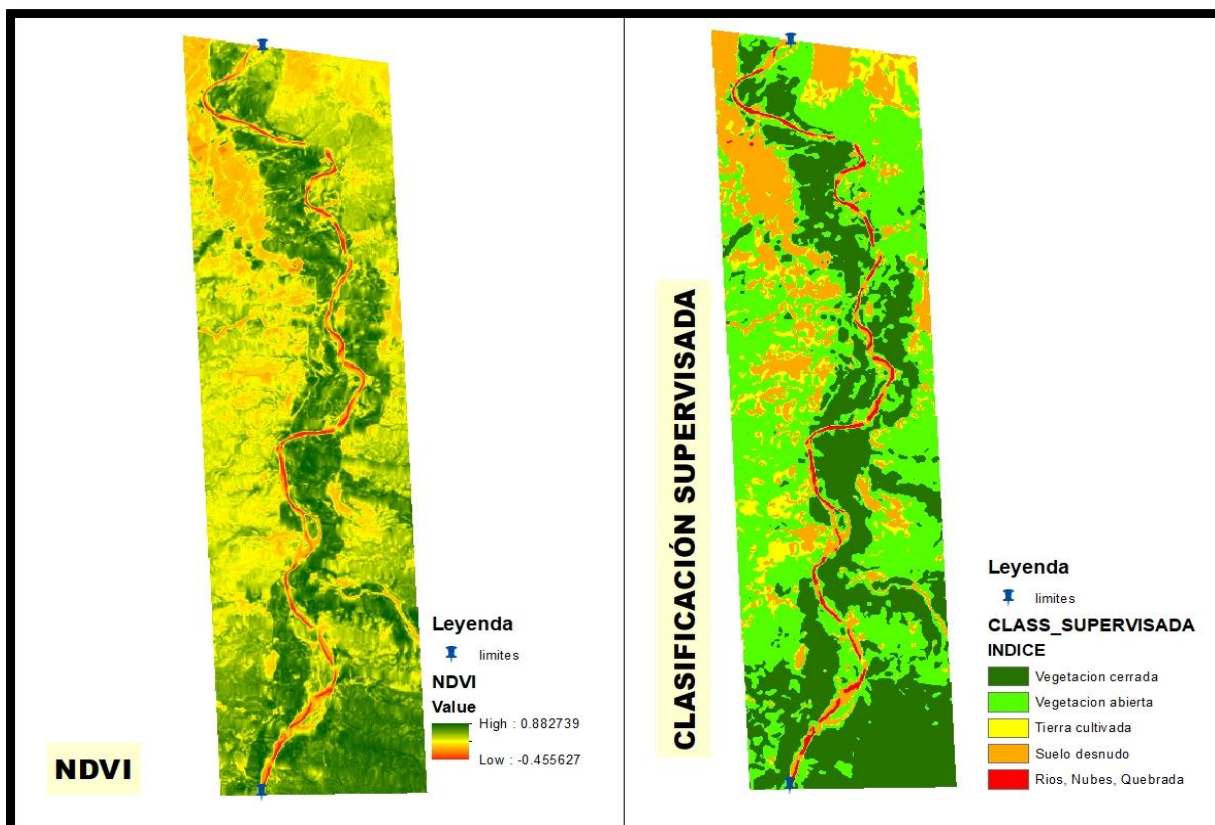 Leyenda
limites
NDVI
Value
High : 0.882739
Low : -0.455627
NDVI
CLASIFICACIÓN SUPERVISADA
Leyenda
limites
CLASS_SUPERVISADA
INDICE
Vegetacion cerrada
Vegetacion abierta
Tierra cultivada
Suelo desnudo
Rios, Nubes, Quebrada